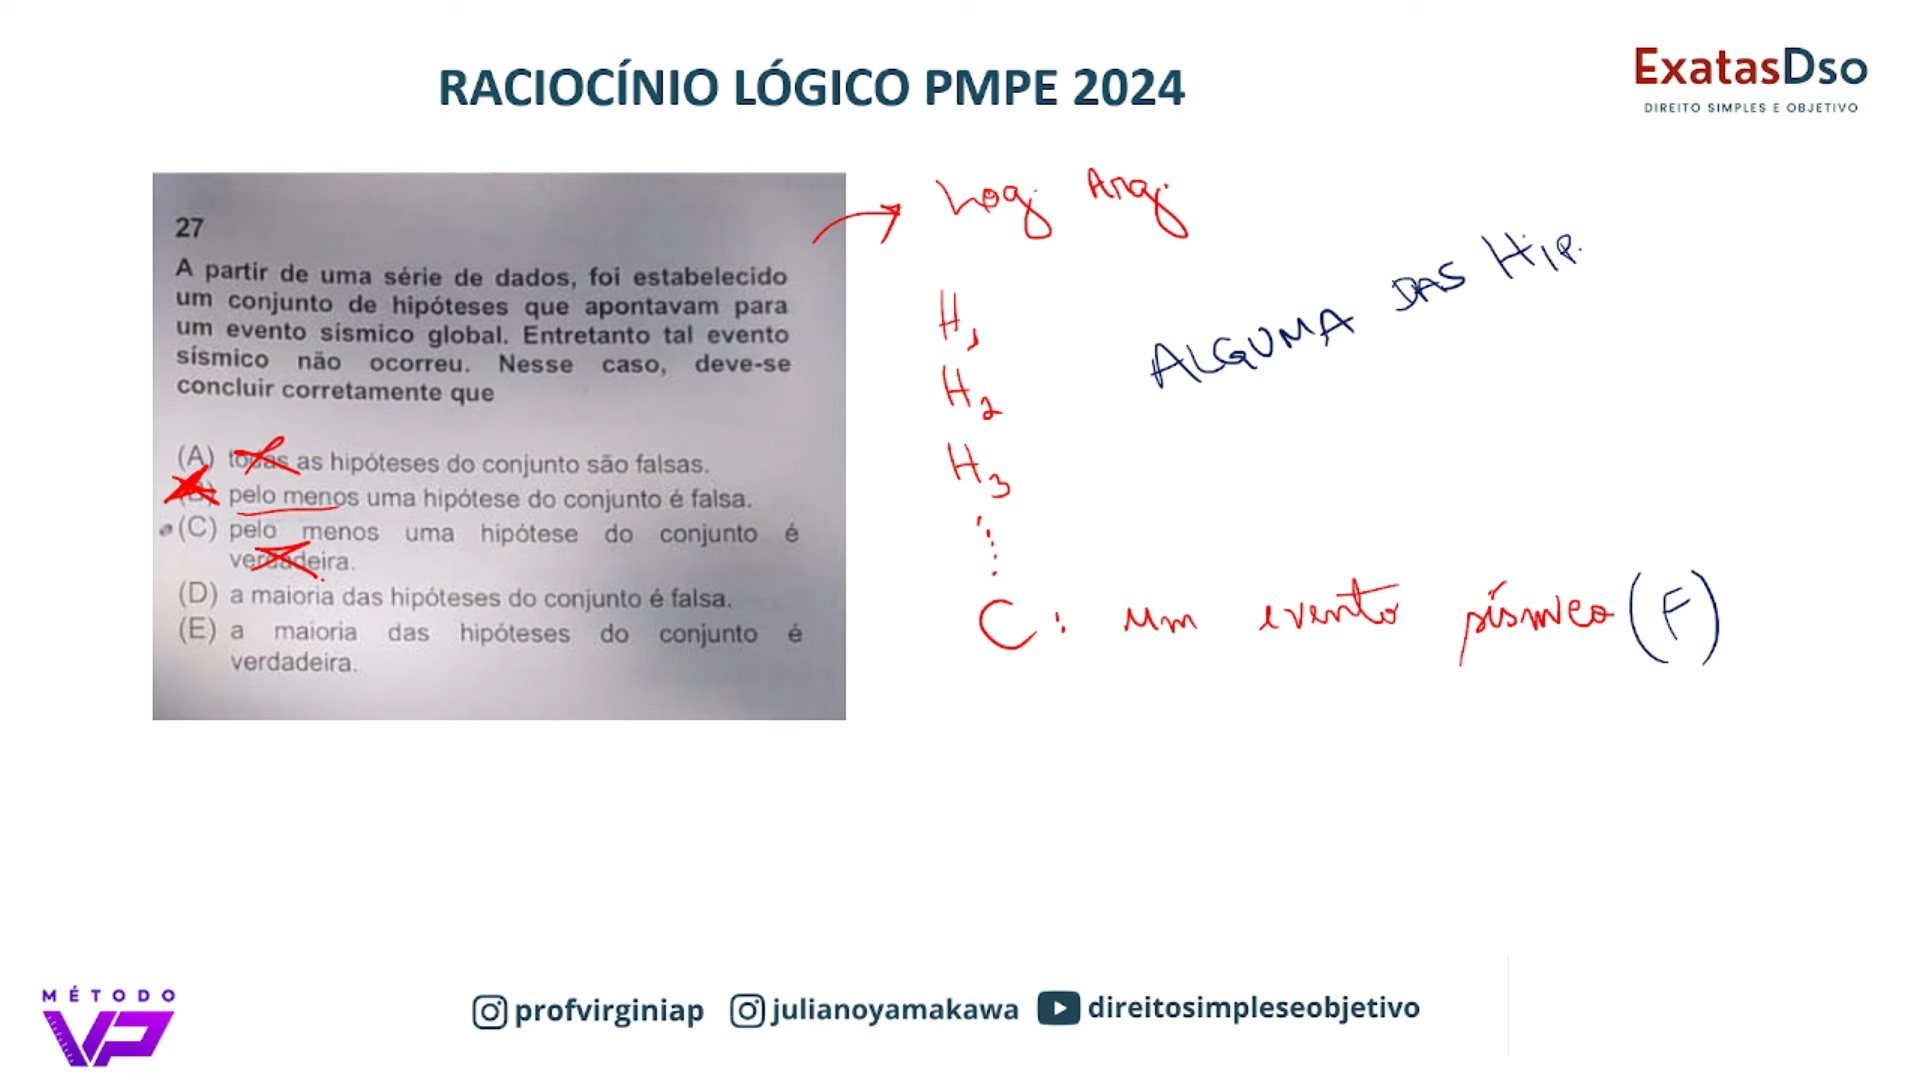 RACIOCÍNIO LÓGICO PMPE 2024
ExatasDso
DIREITO SIMPLES E OBJETIVO
27
A partir de uma série de dados, foi estabelecido
um conjunto de hipóteses que apontavam para
um evento sísmico global. Entretanto tal evento
sísmico não ocorreu. Nesse caso, deve-se
concluir corretamente que
(A) todas as hipóteses do conjunto são falsas.
(B) pelo menos uma hipótese do conjunto é falsa.
(C) pelo menos uma hipótese do conjunto é
verdadeira.
(D) a maioria das hipóteses do conjunto é falsa.
(E) a maioria das hipóteses do conjunto é
verdadeira.
Log. Arg.
ALGUMA DAS HIP.
H1
H2
H3
C: um evento sísmico (F)
MÉTODO
VP
profvirginiap julianoyamakawa direitosimpleseobjetivo